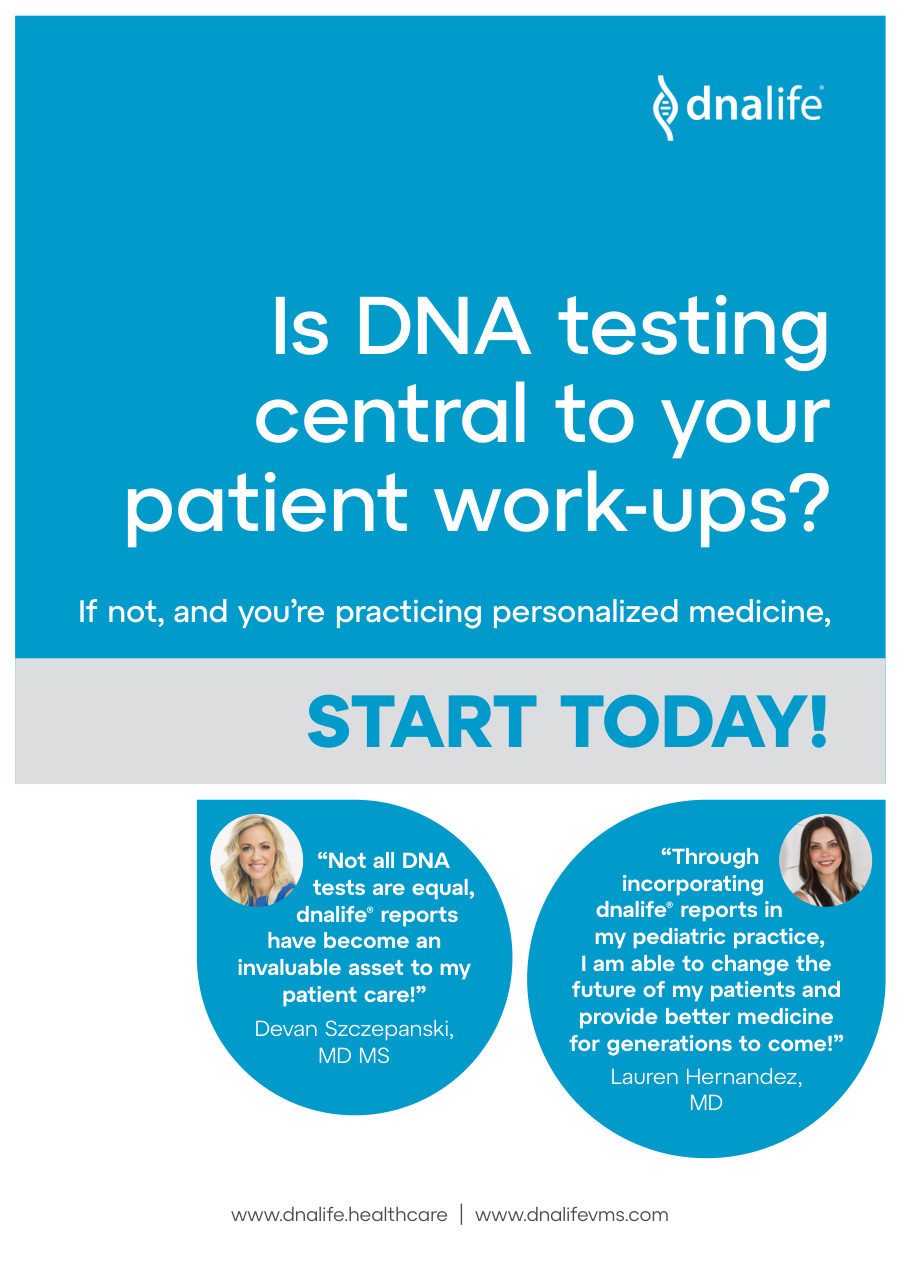 dnalife®
Is DNA testing
central to your
patient work-ups?
If not, and you’re practicing personalized medicine,
START TODAY!
“Not all DNA
tests are equal,
dnalife® reports
have become an
invaluable asset to my
patient care!”
Devan Szczepanski,
MD MS
“Through
incorporating
dnalife® reports in
my pediatric practice,
I am able to change the
future of my patients and
provide better medicine
for generations to come!”
Lauren Hernandez,
MD
www.dnalife.healthcare | www.dnalifevms.com